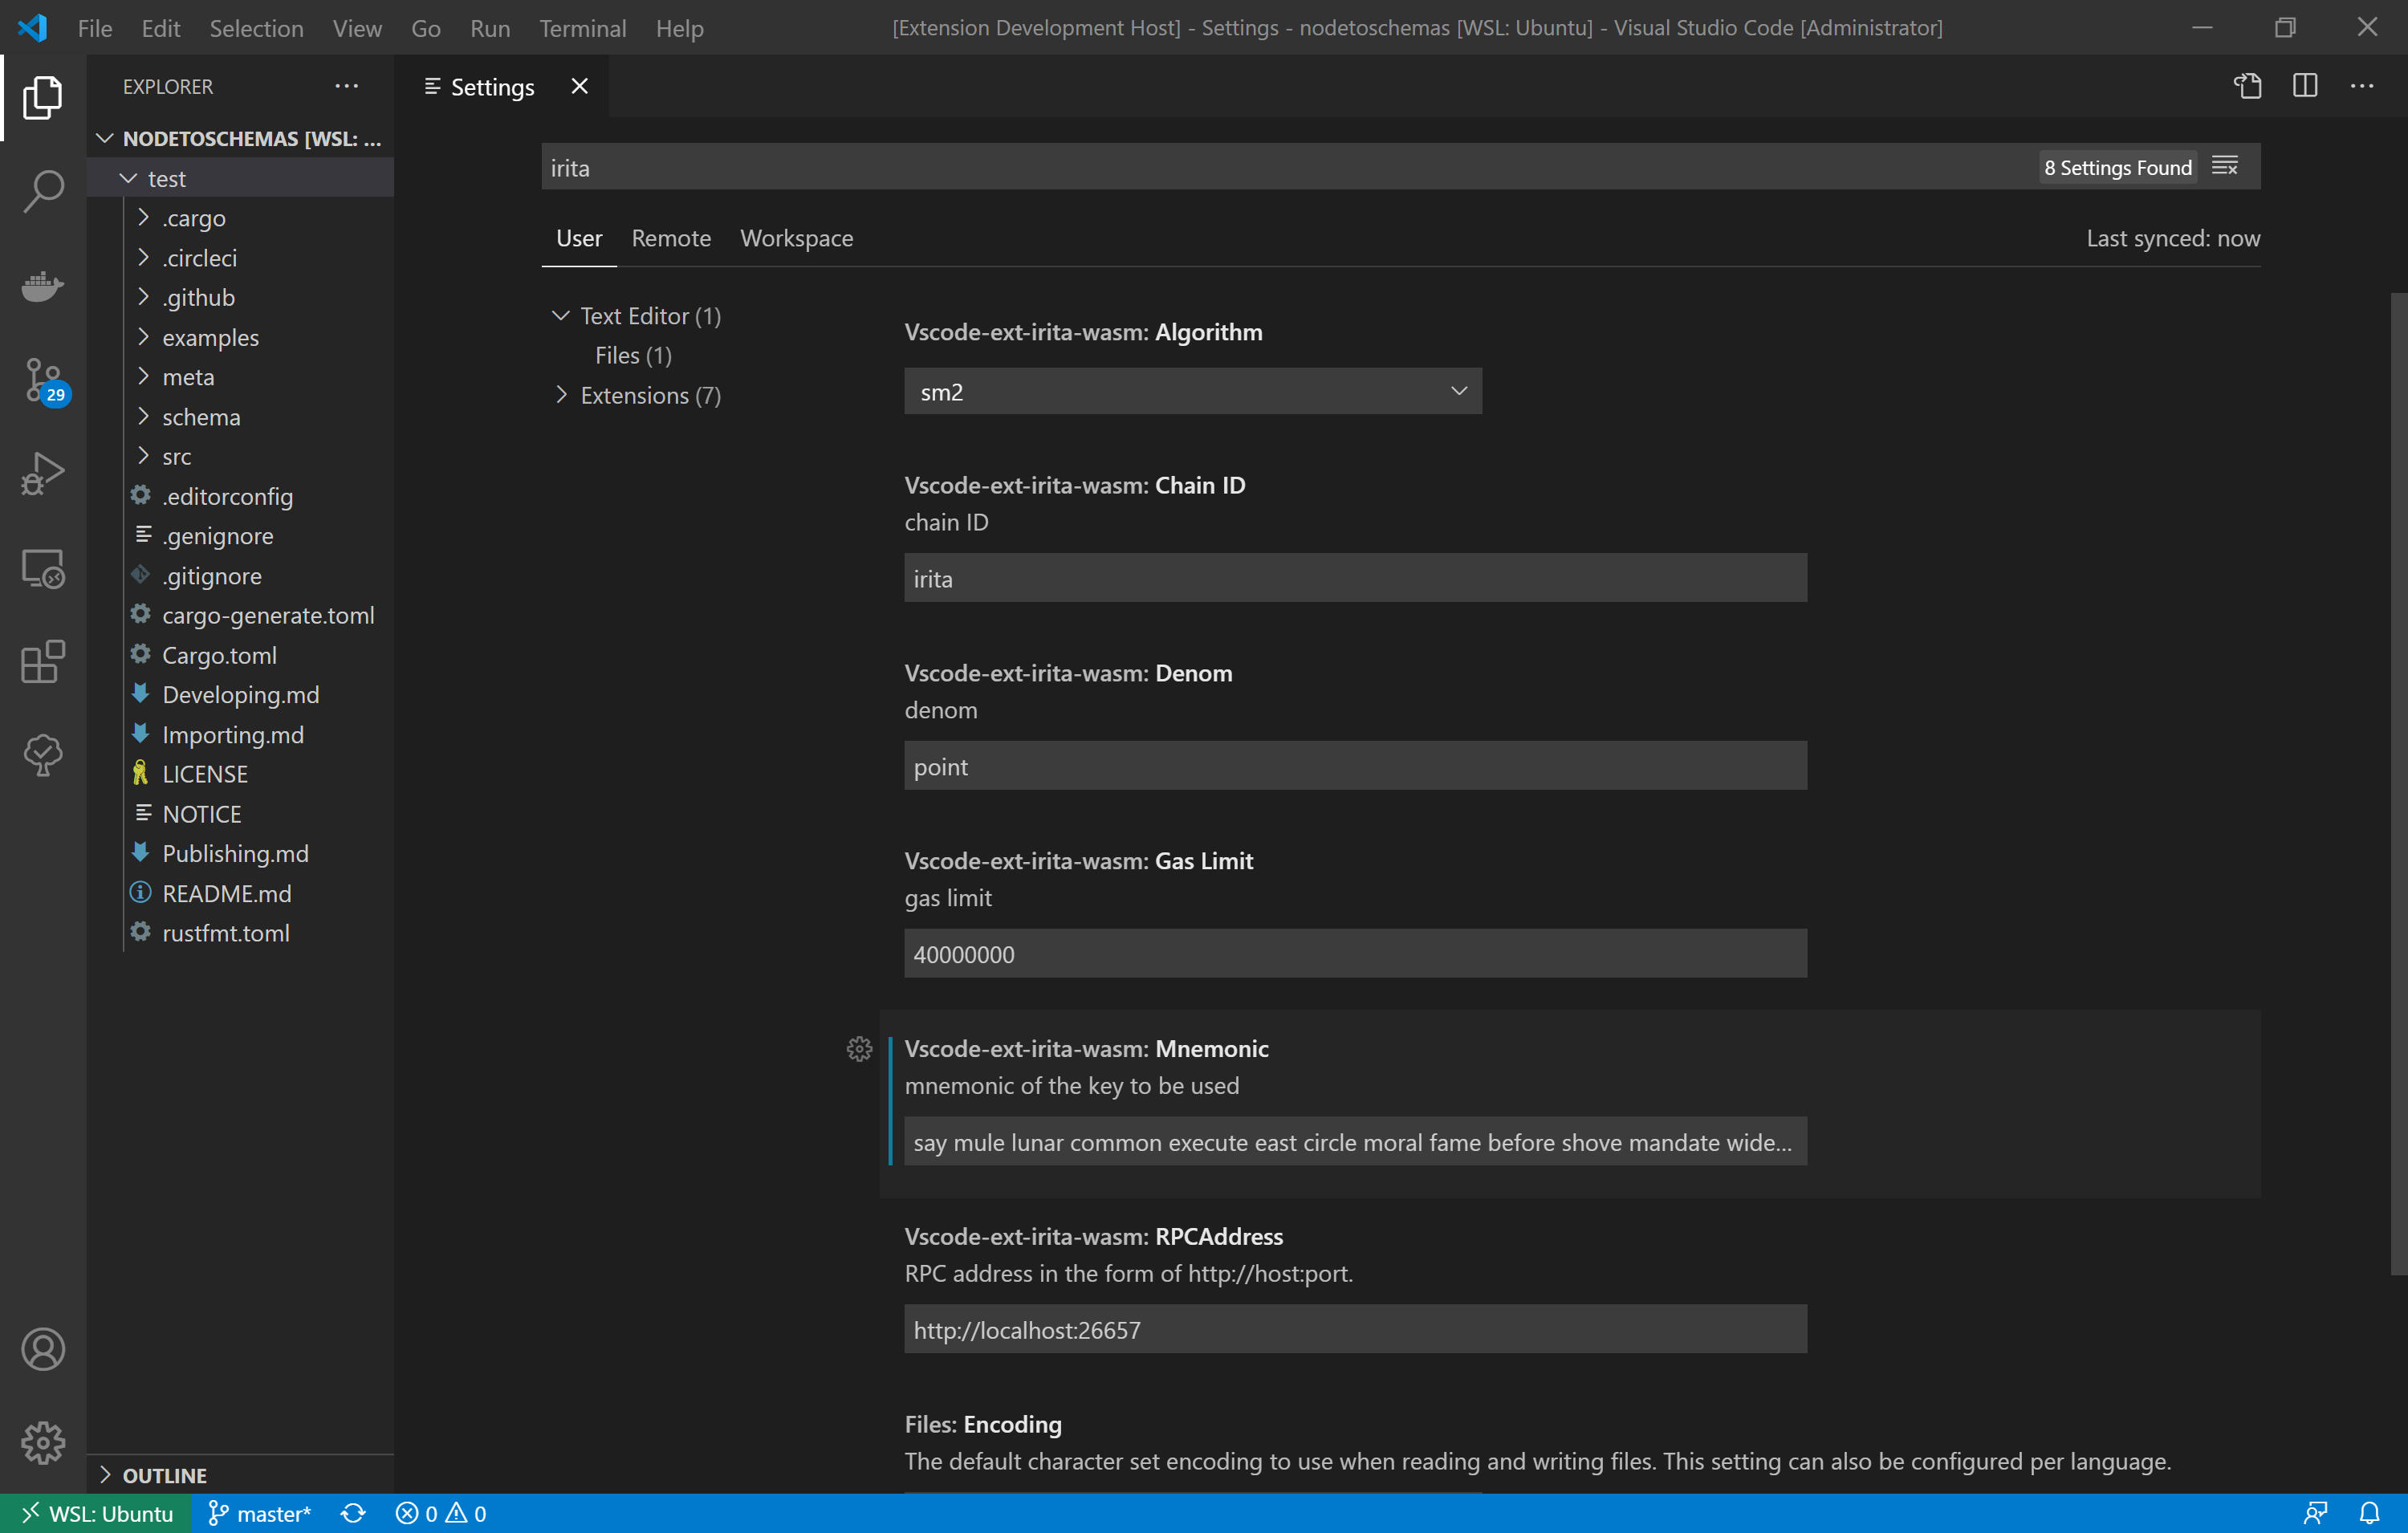 File Edit Selection View Go Run Terminal Help
[Extension Development Host] - Settings - nodetoschemas [WSL: Ubuntu] - Visual Studio Code [Administrator]
EXPLORER
NODETOSCHEMAS [WSL: ...
test
.cargo
.circleci
.github
examples
meta
schema
src
.editorconfig
.genignore
.gitignore
cargo-generate.toml
Cargo.toml
Developing.md
Importing.md
LICENSE
NOTICE
Publishing.md
README.md
rustfmt.toml
OUTLINE
29
Settings
irita
8 Settings Found
User Remote Workspace
Last synced: now
Text Editor (1)
Files (1)
Extensions (7)
Vscode-ext-irita-wasm: Algorithm
sm2
Vscode-ext-irita-wasm: Chain ID
chain ID
irita
Vscode-ext-irita-wasm: Denom
denom
point
Vscode-ext-irita-wasm: Gas Limit
gas limit
40000000
Vscode-ext-irita-wasm: Mnemonic
mnemonic of the key to be used
say mule lunar common execute east circle moral fame before shove mandate wide...
Vscode-ext-irita-wasm: RPCAddress
RPC address in the form of http://host:port.
http://localhost:26657
Files: Encoding
The default character set encoding to use when reading and writing files. This setting can also be configured per language.
WSL: Ubuntu master* 0 0